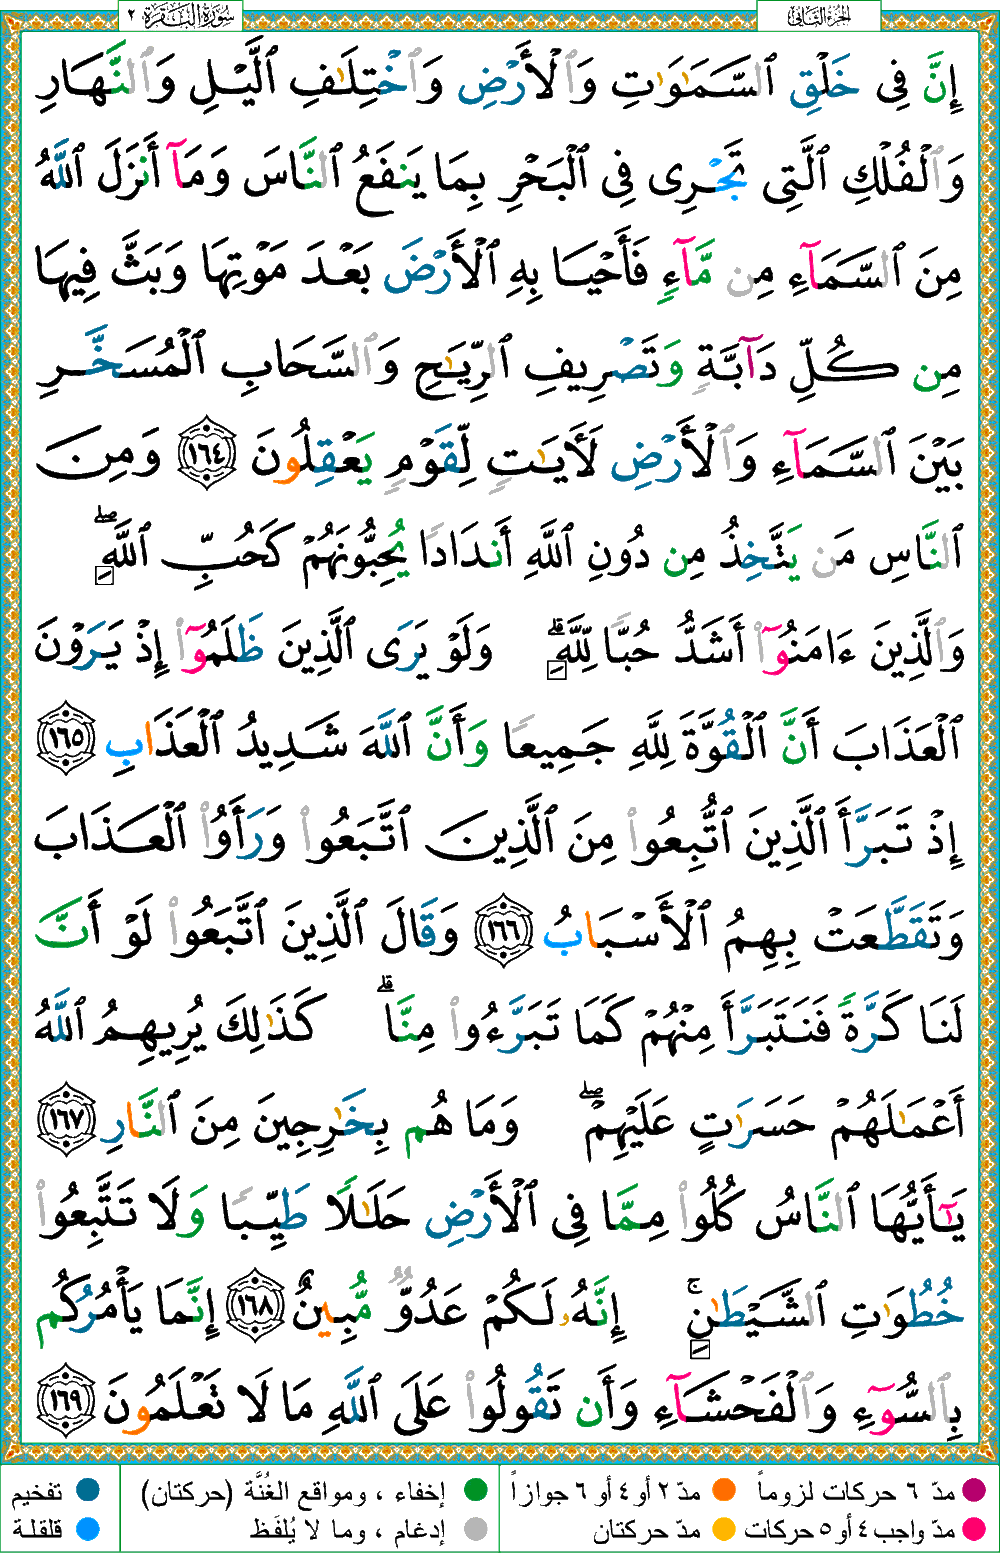 الجزء الثاني
سورة البقرة ٢
إِنَّ فِى خَلْقِ ٱلسَّمَـٰوَٰتِ وَٱلْأَرْضِ وَٱخْتِلَـٰفِ ٱلَّيْلِ وَٱلنَّهَارِ
وَٱلْفُلْكِ ٱلَّتِى تَجْرِى فِى ٱلْبَحْرِ بِمَا يَنفَعُ ٱلنَّاسَ وَمَآ أَنزَلَ ٱللَّهُ
مِنَ ٱلسَّمَآءِ مِن مَّآءٍ فَأَحْيَا بِهِ ٱلْأَرْضَ بَعْدَ مَوْتِهَا وَبَثَّ فِيهَا
مِن كُلِّ دَآبَّةٍ وَتَصْرِيفِ ٱلرِّيَـٰحِ وَٱلسَّحَابِ ٱلْمُسَخَّرِ
بَيْنَ ٱلسَّمَآءِ وَٱلْأَرْضِ لَـَٔايَـٰتٍ لِّقَوْمٍ يَعْقِلُونَ ١٦٤ وَمِنَ
ٱلنَّاسِ مَن يَتَّخِذُ مِن دُونِ ٱللَّهِ أَندَادًا يُحِبُّونَهُمْ كَحُبِّ ٱللَّهِ ۖ
وَٱلَّذِينَ ءَامَنُوٓا۟ أَشَدُّ حُبًّا لِّلَّهِ ۗ وَلَوْ يَرَى ٱلَّذِينَ ظَلَمُوٓا۟ إِذْ يَرَوْنَ
ٱلْعَذَابَ أَنَّ ٱلْقُوَّةَ لِلَّهِ جَمِيعًا وَأَنَّ ٱللَّهَ شَدِيدُ ٱلْعَذَابِ ١٦٥
إِذْ تَبَرَّأَ ٱلَّذِينَ ٱتُّبِعُوا۟ مِنَ ٱلَّذِينَ ٱتَّبَعُوا۟ وَرَأَوُا۟ ٱلْعَذَابَ
وَتَقَطَّعَتْ بِهِمُ ٱلْأَسْبَابُ ١٦٦ وَقَالَ ٱلَّذِينَ ٱتَّبَعُوا۟ لَوْ أَنَّ
لَنَا كَرَّةً فَنَتَبَرَّأَ مِنْهُمْ كَمَا تَبَرَّءُوا۟ مِنَّا ۗ كَذَٰلِكَ يُرِيهِمُ ٱللَّهُ
أَعْمَـٰلَهُمْ حَسَرَٰتٍ عَلَيْهِمْ ۖ وَمَا هُم بِخَـٰرِجِينَ مِنَ ٱلنَّارِ ١٦٧
يَـٰٓأَيُّهَا ٱلنَّاسُ كُلُوا۟ مِمَّا فِى ٱلْأَرْضِ حَلَـٰلًا طَيِّبًا وَلَا تَتَّبِعُوا۟
خُطُوَٰتِ ٱلشَّيْطَـٰنِ ۚ إِنَّهُۥ لَكُمْ عَدُوٌّ مُّبِينٌ ١٦٨ إِنَّمَا يَأْمُرُكُم
بِٱلسُّوٓءِ وَٱلْفَحْشَآءِ وَأَن تَقُولُوا۟ عَلَى ٱللَّهِ مَا لَا تَعْلَمُونَ ١٦٩
مدّ ٦ حركات لزوماً مدّ ٢ أو ٤ أو ٦ جوازاً إخفاء ، ومواقع الغُنَّة (حركتان) تفخيم
مدّ واجب ٤ أو ٥ حركات مدّ حركتان إدغام ، وما لا يُلفَظ قلقلة